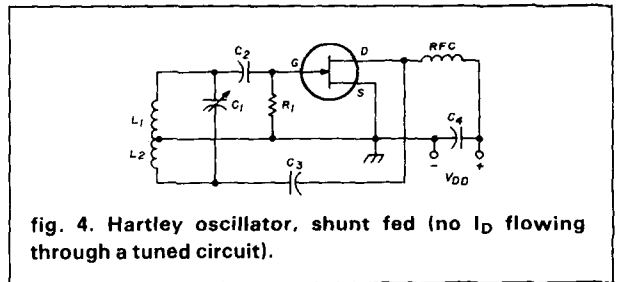 C2
G
D
RFC
S
L1
C1
R1
C4
L2
C3
- VDD +
fig. 4. Hartley oscillator, shunt fed (no ID flowing
through a tuned circuit).